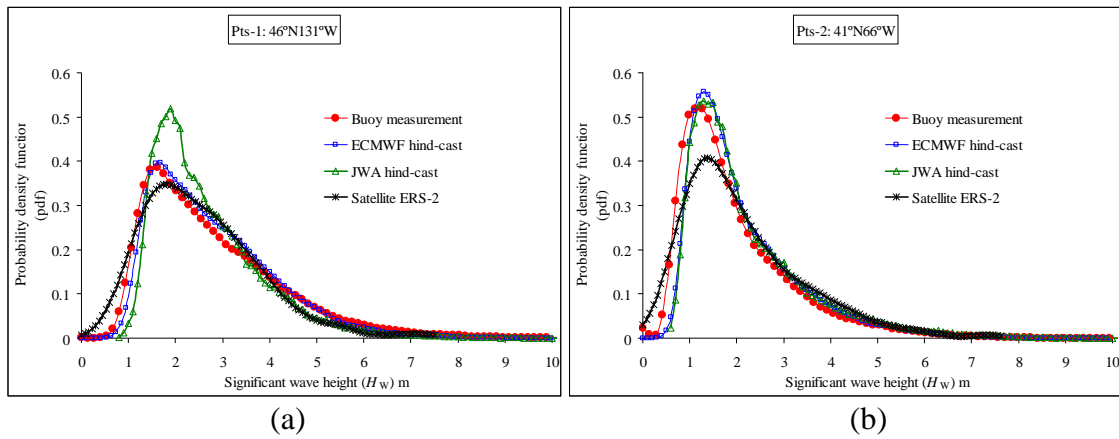 Pts-1: 46ºN131ºW
0.6
0.5
0.4
0.3
0.2
0.1
0
Probability density functior
(pdf)
Buoy measurement
ECMWF hind-cast
JWA hind-cast
Satellite ERS-2
0 1 2 3 4 5 6 7 8 9 10
Significant wave height (HW) m
(a)
Pts-2: 41ºN66ºW
0.6
0.5
0.4
0.3
0.2
0.1
0
Probability density functior
(pdf)
Buoy measurement
ECMWF hind-cast
JWA hind-cast
Satellite ERS-2
0 1 2 3 4 5 6 7 8 9 10
Significant wave height (HW) m
(b)